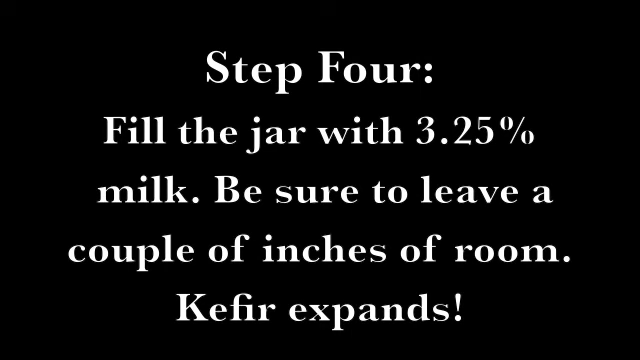 Step Four:
Fill the jar with 3.25%
milk. Be sure to leave a
couple of inches of room.
Kefir expands!